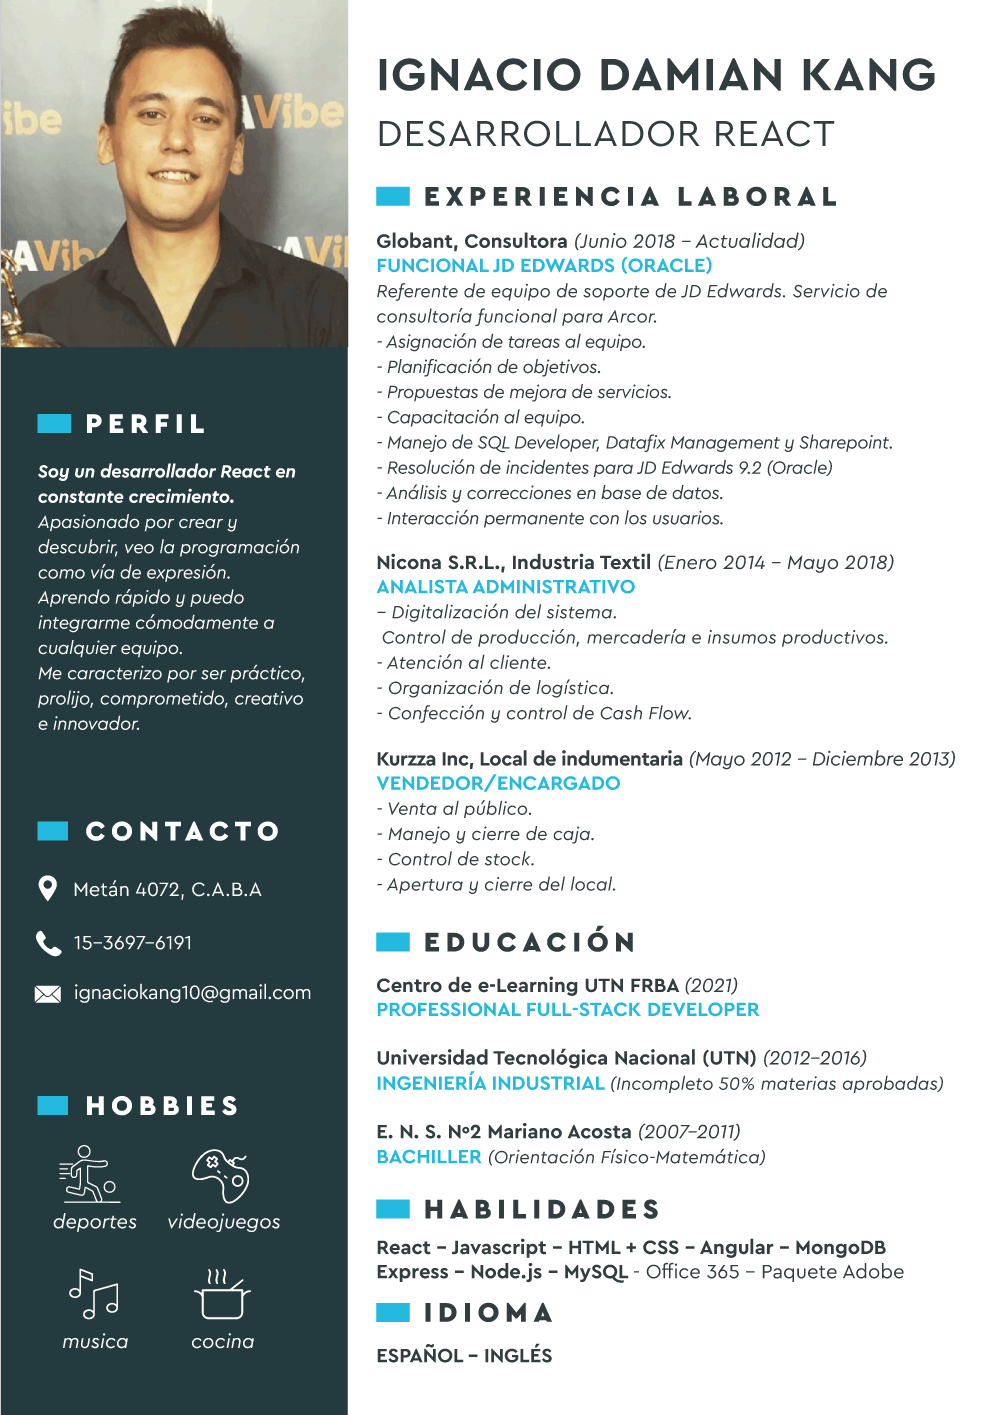 ibe
AVibe
AVib
AVi
PERFIL
Soy un desarrollador React en
constante crecimiento.
Apasionado por crear y
descubrir, veo la programación
como vía de expresión.
Aprendo rápido y puedo
integrarme cómodamente a
cualquier equipo.
Me caracterizo por ser práctico,
prolijo, comprometido, creativo
e innovador.
CONTACTO
Metán 4072, C.A.B.A
15-3697-6191
ignaciokang10@gmail.com
HOBBIES
deportes
videojuegos
musica
cocina
IGNACIO DAMIAN KANG
DESARROLLADOR REACT
EXPERIENCIA LABORAL
Globant, Consultora (Junio 2018 - Actualidad)
FUNCIONAL JD EDWARDS (ORACLE)
Referente de equipo de soporte de JD Edwards. Servicio de
consultoría funcional para Arcor.
- Asignación de tareas al equipo.
- Planificación de objetivos.
- Propuestas de mejora de servicios.
- Capacitación al equipo.
- Manejo de SQL Developer, Datafix Management y Sharepoint.
- Resolución de incidentes para JD Edwards 9.2 (Oracle)
- Análisis y correcciones en base de datos.
- Interacción permanente con los usuarios.
Nicona S.R.L., Industria Textil (Enero 2014 - Mayo 2018)
ANALISTA ADMINISTRATIVO
– Digitalización del sistema.
Control de producción, mercadería e insumos productivos.
- Atención al cliente.
- Organización de logística.
- Confección y control de Cash Flow.
Kurzza Inc, Local de indumentaria (Mayo 2012 - Diciembre 2013)
VENDEDOR/ENCARGADO
- Venta al público.
- Manejo y cierre de caja.
- Control de stock.
- Apertura y cierre del local.
EDUCACIÓN
Centro de e-Learning UTN FRBA (2021)
PROFESSIONAL FULL-STACK DEVELOPER
Universidad Tecnológica Nacional (UTN) (2012-2016)
INGENIERÍA INDUSTRIAL (Incompleto 50% materias aprobadas)
E. N. S. Nº2 Mariano Acosta (2007-2011)
BACHILLER (Orientación Físico-Matemática)
HABILIDADES
React - Javascript - HTML + CSS - Angular - MongoDB
Express - Node.js - MySQL - Office 365 - Paquete Adobe
IDIOMA
ESPAÑOL - INGLÉS